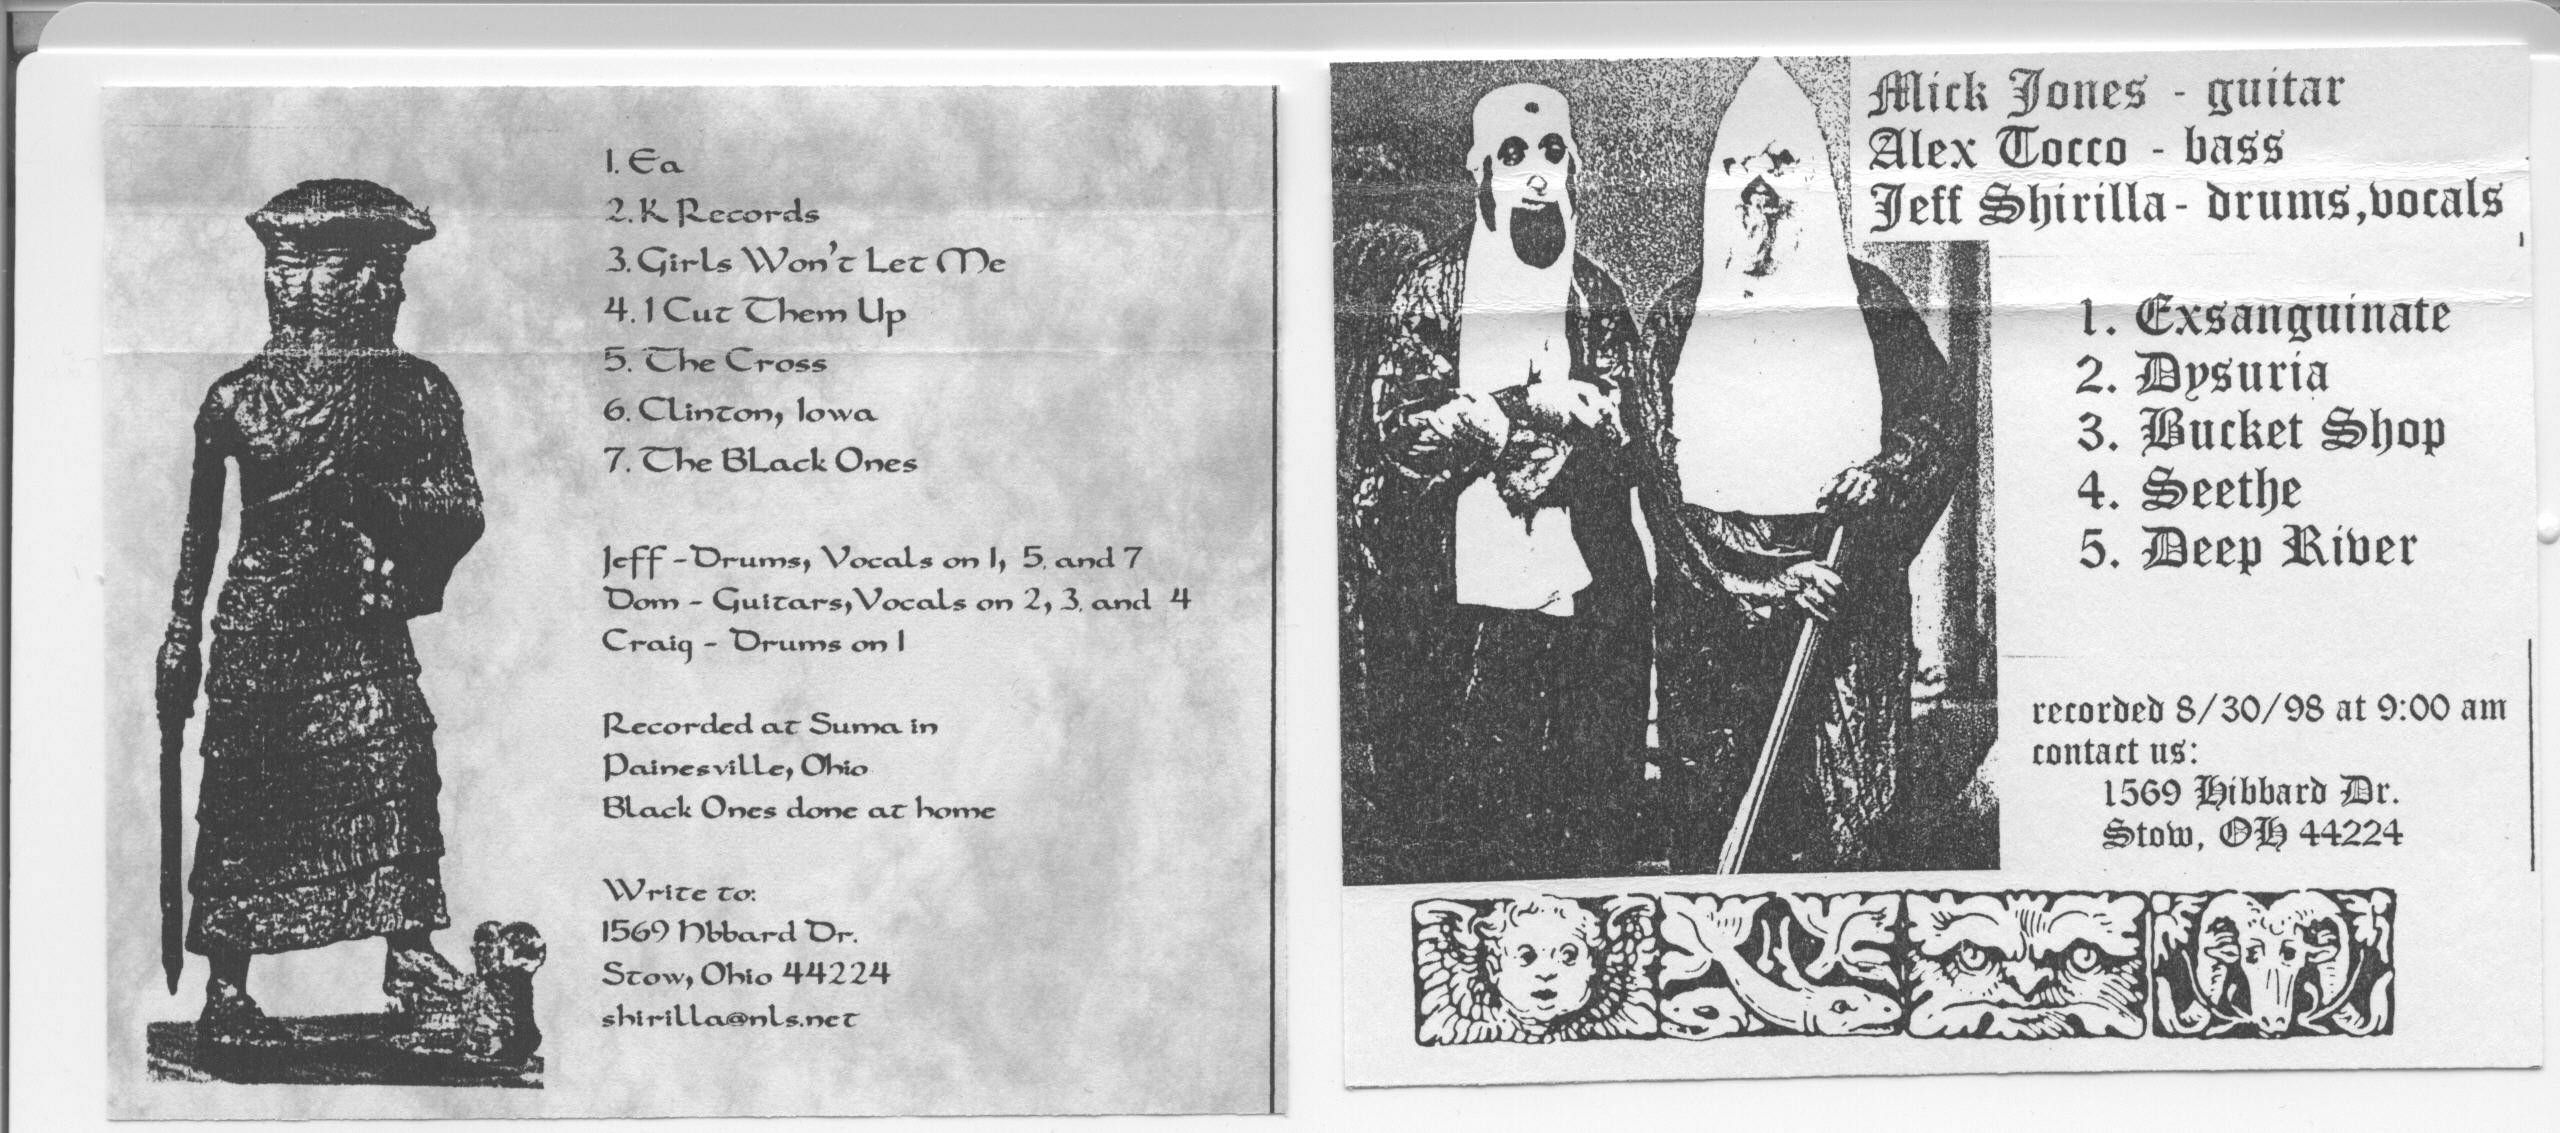 1. Ea
2. K Records
3. Girls Won't Let Me
4. I Cut Them Up
5. The Cross
6. Clinton, Iowa
7. The BLack Ones
Jeff - Drums, Vocals on 1, 5, and 7
Dom - Guitars, Vocals on 2, 3, and 4
Craig - Drums on 1
Recorded at Suma in
Painesville, Ohio
Black Ones done at home
Write to:
1569 Hbbard Dr.
Stow, Ohio 44224
shirilla@nls.net
Mick Jones - guitar
Alex Tocco - bass
Jeff Shirilla- drums,vocals
1. Exsanguinate
2. Dysuria
3. Bucket Shop
4. Seethe
5. Deep River
recorded 8/30/98 at 9:00 am
contact us:
1569 Hibbard Dr.
Stow, OH 44224